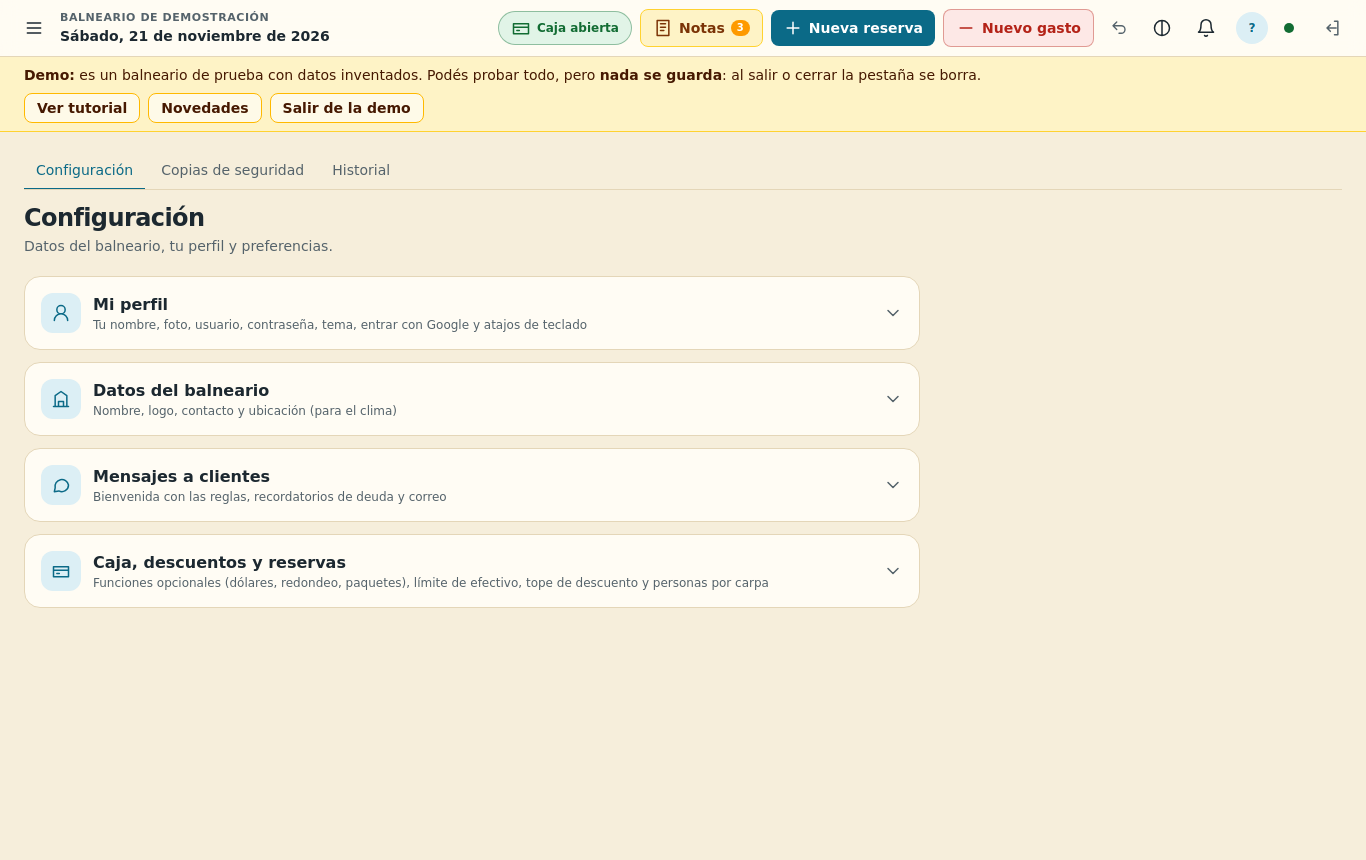 BALNEARIO DE DEMOSTRACIÓN
Sábado, 21 de noviembre de 2026
Caja abierta
Notas 3
Nueva reserva
Nuevo gasto
?
Demo: es un balneario de prueba con datos inventados. Podés probar todo, pero nada se guarda: al salir o cerrar la pestaña se borra.
Ver tutorial
Novedades
Salir de la demo
Configuración
Copias de seguridad
Historial
Configuración
Datos del balneario, tu perfil y preferencias.
Mi perfil
Tu nombre, foto, usuario, contraseña, tema, entrar con Google y atajos de teclado
Datos del balneario
Nombre, logo, contacto y ubicación (para el clima)
Mensajes a clientes
Bienvenida con las reglas, recordatorios de deuda y correo
Caja, descuentos y reservas
Funciones opcionales (dólares, redondeo, paquetes), límite de efectivo, tope de descuento y personas por carpa